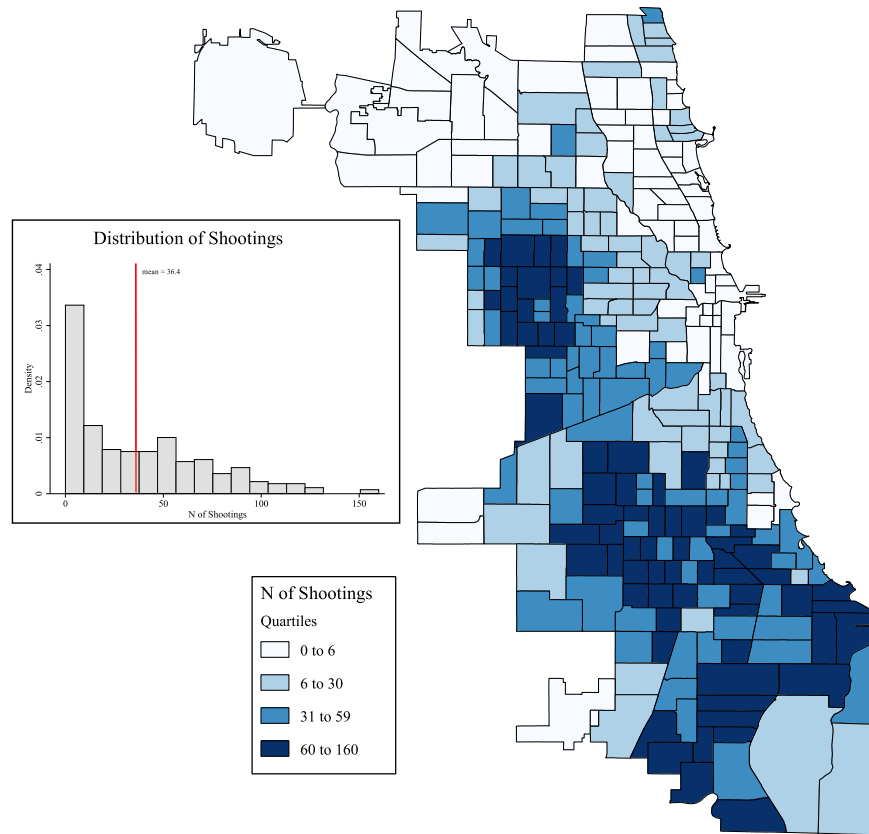 Distribution of Shootings
mean = 36.4
.04
.03
.02
.01
0
Density
0
50
100
150
N of Shootings
N of Shootings
Quartiles
0 to 6
6 to 30
31 to 59
60 to 160